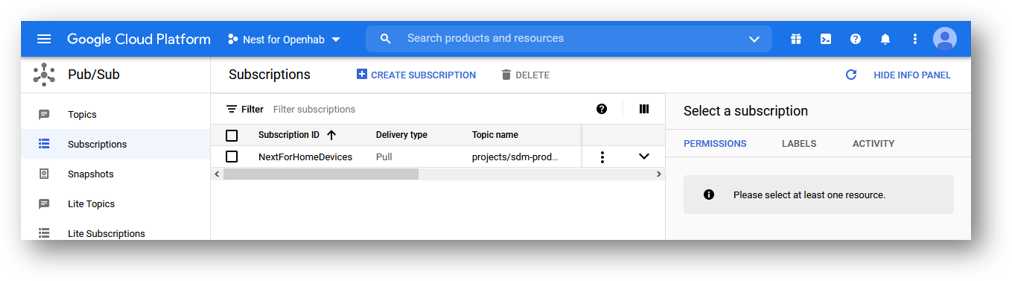 Google Cloud Platform Nest for Openhab Search products and resources
Pub/Sub Subscriptions CREATE SUBSCRIPTION DELETE HIDE INFO PANEL
Topics
Subscriptions
Snapshots
Lite Topics
Lite Subscriptions
Filter Filter subscriptions
Subscription ID Delivery type Topic name
NextForHomeDevices Pull projects/sdm-prod...
Select a subscription
PERMISSIONS LABELS ACTIVITY
Please select at least one resource.